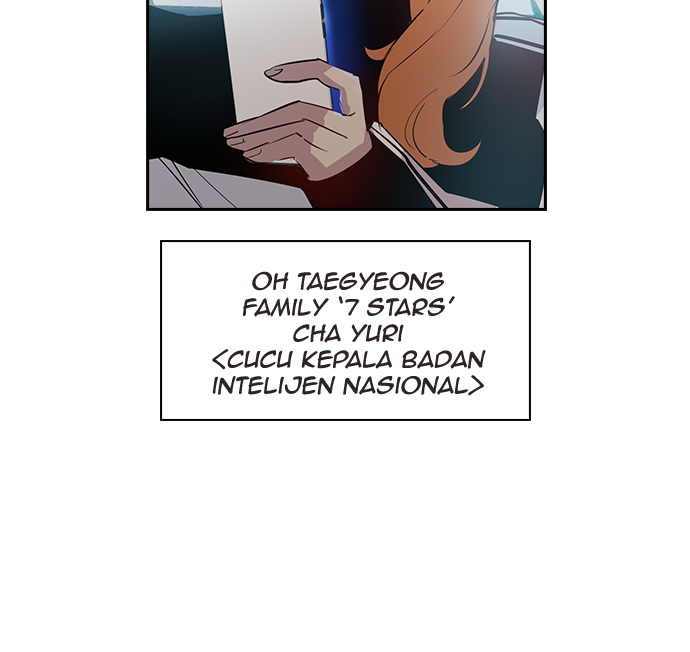 OH TAEGYEONG
FAMILY ‘7 STARS’
CHA YURI
<CUCU KEPALA BADAN
INTELIJEN NASIONAL>